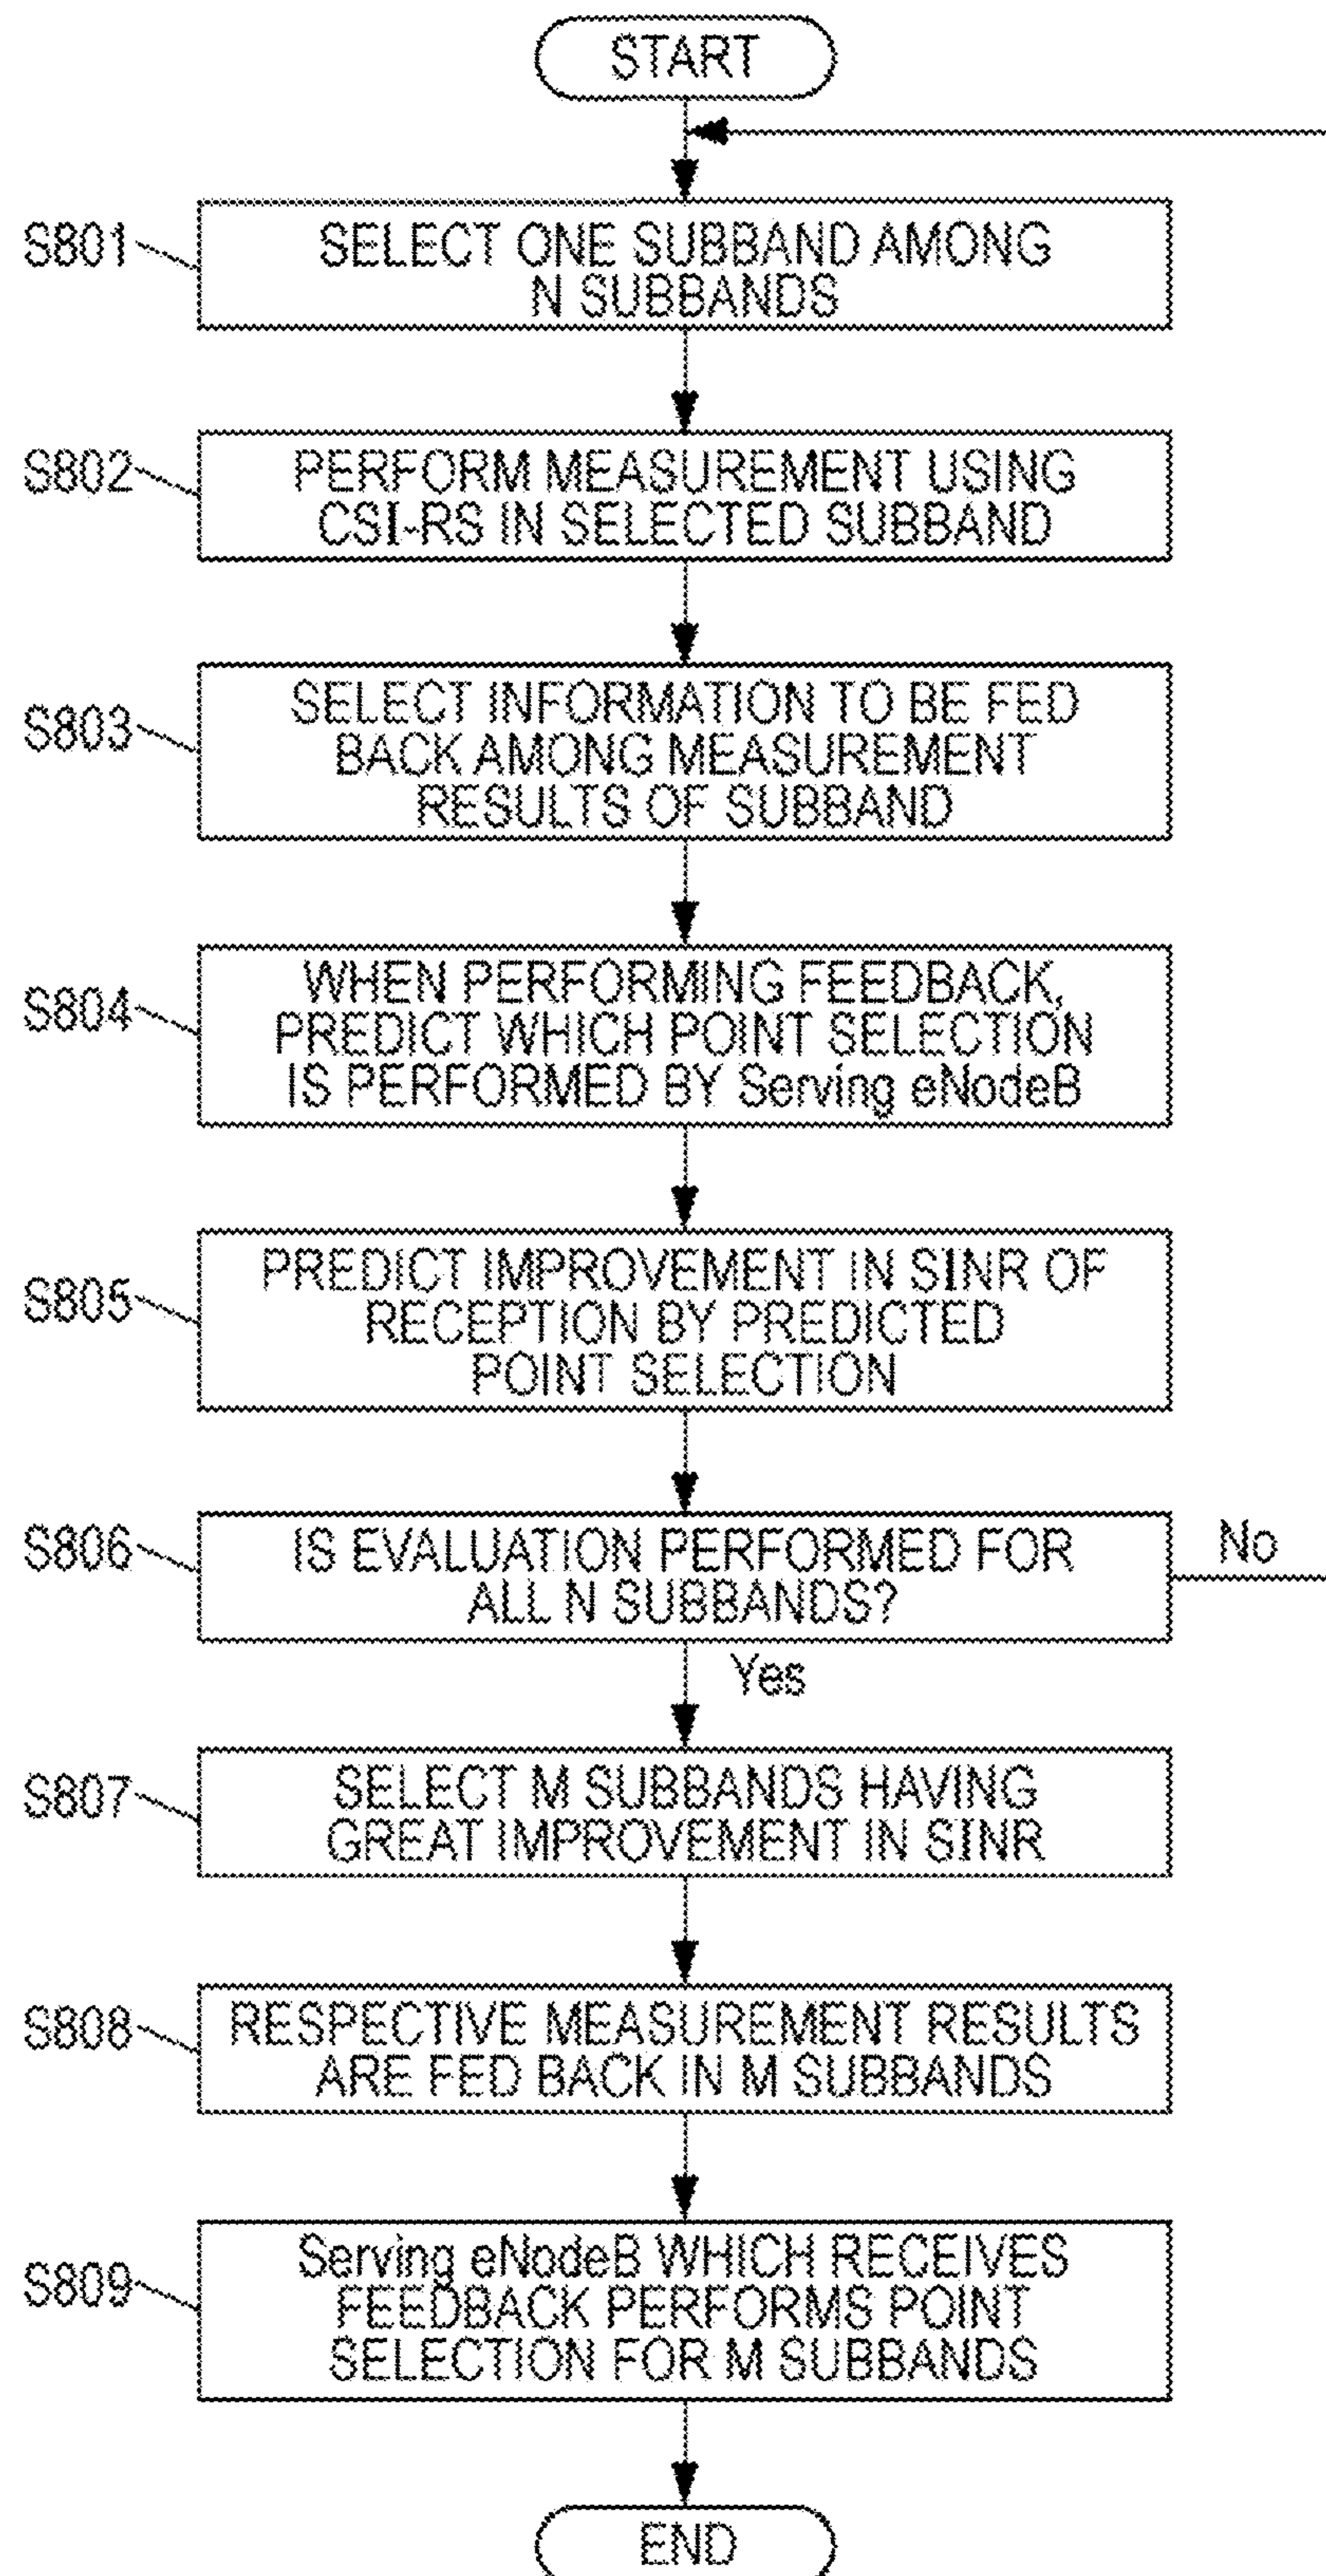 START
S801
SELECT ONE SUBBAND AMONG
N SUBBANDS
S802
PERFORM MEASUREMENT USING
CSI-RS IN SELECTED SUBBAND
S803
SELECT INFORMATION TO BE FED
BACK AMONG MEASUREMENT
RESULTS OF SUBBAND
S804
WHEN PERFORMING FEEDBACK,
PREDICT WHICH POINT SELECTION
IS PERFORMED BY Serving eNodeB
S805
PREDICT IMPROVEMENT IN SINR OF
RECEPTION BY PREDICTED
POINT SELECTION
S806
IS EVALUATION PERFORMED FOR
ALL N SUBBANDS?
No
Yes
S807
SELECT M SUBBANDS HAVING
GREAT IMPROVEMENT IN SINR
S808
RESPECTIVE MEASUREMENT RESULTS
ARE FED BACK IN M SUBBANDS
S809
Serving eNodeB WHICH RECEIVES
FEEDBACK PERFORMS POINT
SELECTION FOR M SUBBANDS
END